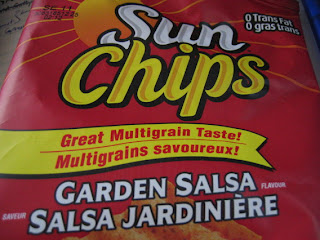 Sun
Chips
0 Trans Fat
0 gras trans
Great Multigrain Taste!
Multigrains savoureux!
GARDEN SALSA FLAVOUR
SAVEUR SALSA JARDINIÈRE